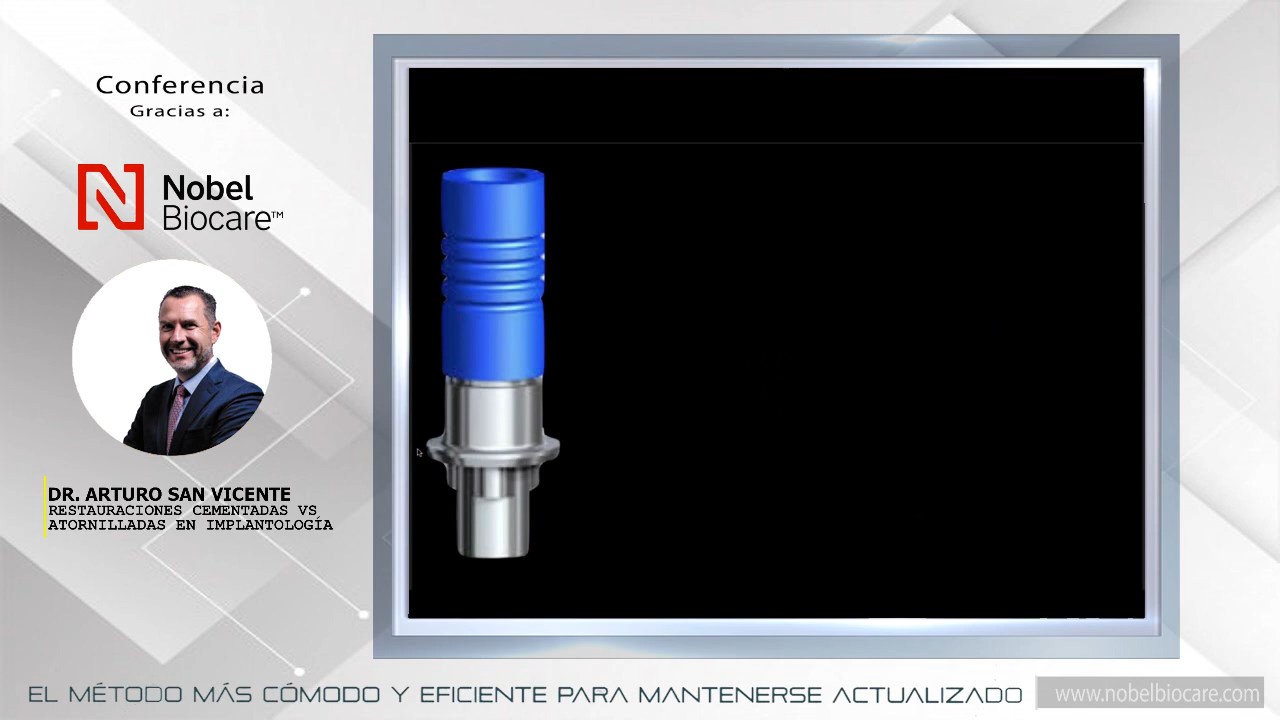 Conferencia
Gracias a:
Nobel
Biocare™
DR. ARTURO SAN VICENTE
RESTAURACIONES CEMENTADAS VS
ATORNILLADAS EN IMPLANTOLOGÍA
EL MÉTODO MÁS CÓMODO Y EFICIENTE PARA MANTENERSE ACTUALIZADO
www.nobelbiocare.com